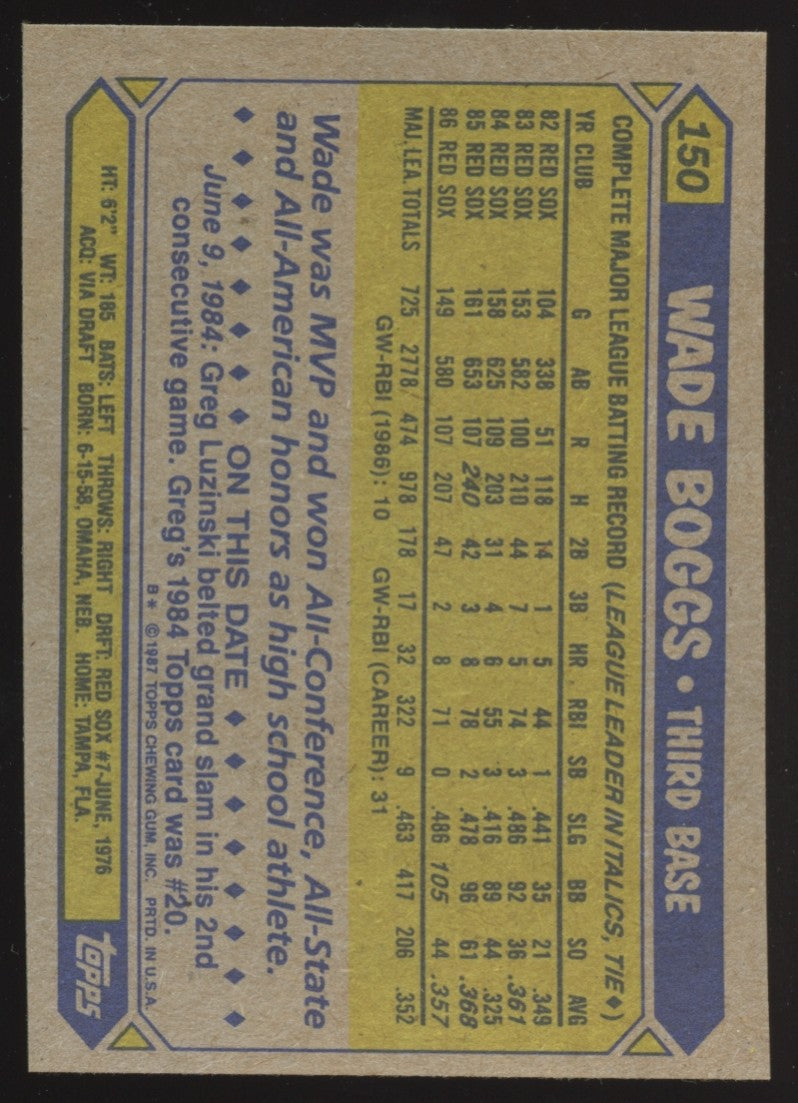 150 WADE BOGGS • THIRD BASE
COMPLETE MAJOR LEAGUE BATTING RECORD (LEAGUE LEADER IN ITALICS, TIE ♦)
YR CLUB G AB R H 2B 3B HR RBI SB SLG BB SO AVG
82 RED SOX 104 338 51 118 14 1 5 44 1 .441 35 21 .349
83 RED SOX 153 582 100 210 44 7 5 74 3 .486 92 36 .361
84 RED SOX 158 625 109 203 31 4 6 55 3 .416 89 44 .325
85 RED SOX 161 653 107 240 42 3 8 78 2 .478 96 61 .368
86 RED SOX 149 580 107 207 47 2 8 71 0 .486 105 44 .357
MAJ. LEA. TOTALS 725 2778 474 978 178 17 32 322 9 .463 417 206 .352
GW-RBI (1986): 10 GW-RBI (CAREER): 31
Wade was MVP and won All-Conference, All-State
and All-American honors as high school athlete.
♦ ♦ ♦ ♦ ♦ ♦ ON THIS DATE ♦ ♦ ♦ ♦ ♦ ♦
June 9, 1984: Greg Luzinski belted grand slam in his 2nd
consecutive game. Greg's 1984 Topps card was #20.
B* ©1987 TOPPS CHEWING GUM, INC. PRTD. IN U.S.A.
HT: 6'2" WT: 185 BATS: LEFT THROWS: RIGHT DRFT: RED SOX #7-JUNE, 1976
ACQ: VIA DRAFT BORN: 6-15-58, OMAHA, NEB. HOME: TAMPA, FLA.
topps